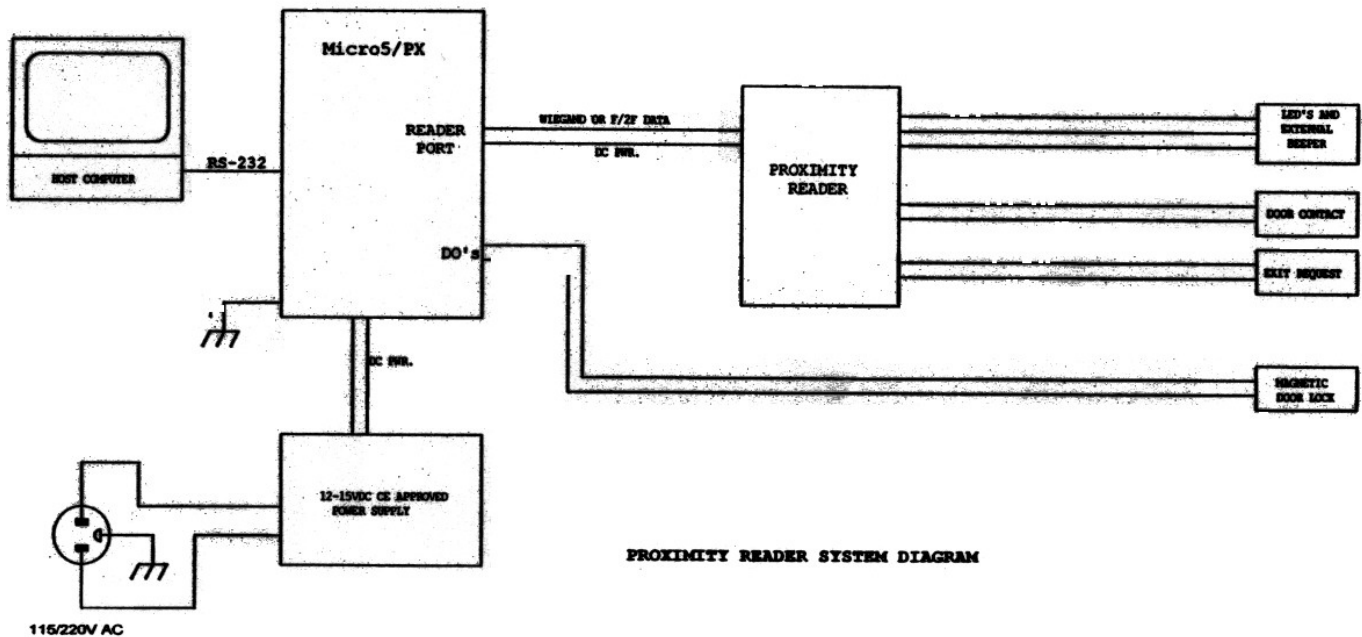 Micro5/PX
HOST COMPUTER
RS-232
READER
PORT
DO's
WIEGAND OR F/2F DATA
DC PWR.
PROXIMITY
READER
LED'S AND
EXTERNAL
BEEPER
DOOR CONTACT
EXIT REQUEST
MAGNETIC
DOOR LOCK
DC PWR.
12-15VDC CE APPROVED
POWER SUPPLY
115/220V AC
PROXIMITY READER SYSTEM DIAGRAM